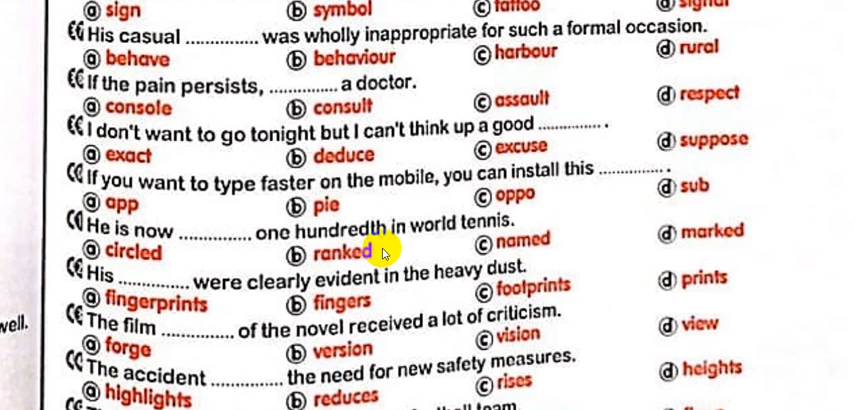 ⓐ sign ⓑ symbol ⓒ tattoo ⓓ signal
His casual .............. was wholly inappropriate for such a formal occasion.
ⓐ behave ⓑ behaviour ⓒ harbour ⓓ rural
If the pain persists, .............. a doctor.
ⓐ console ⓑ consult ⓒ assault ⓓ respect
I don't want to go tonight but I can't think up a good .............. .
ⓐ exact ⓑ deduce ⓒ excuse ⓓ suppose
If you want to type faster on the mobile, you can install this .............. .
ⓐ app ⓑ pie ⓒ oppo ⓓ sub
He is now .............. one hundredth in world tennis.
ⓐ circled ⓑ ranked ⓒ named ⓓ marked
His .............. were clearly evident in the heavy dust.
ⓐ fingerprints ⓑ fingers ⓒ footprints ⓓ prints
well.
The film .............. of the novel received a lot of criticism.
ⓐ forge ⓑ version ⓒ vision ⓓ view
The accident .............. the need for new safety measures.
ⓐ highlights ⓑ reduces ⓒ rises ⓓ heights